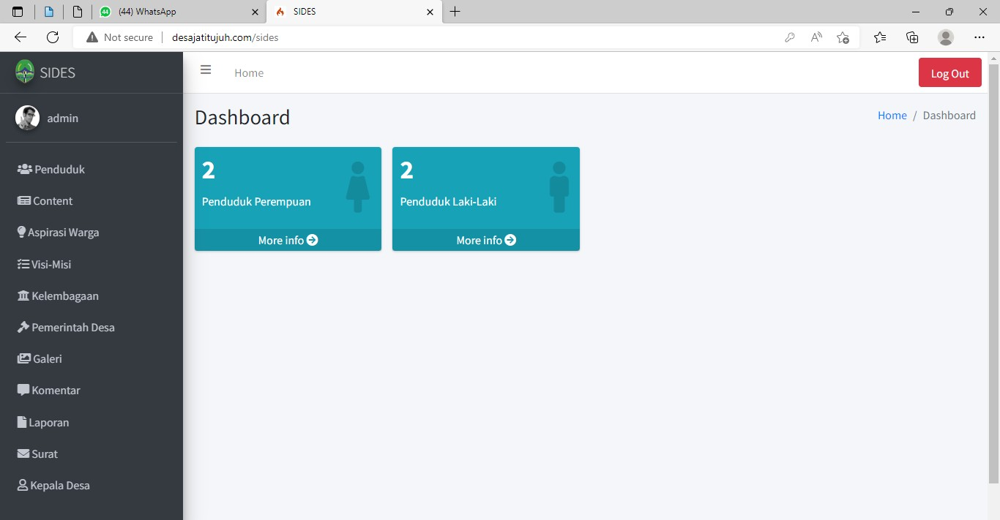 (44) WhatsApp
SIDES
Not secure
desajatitujuh.com/sides
SIDES
Home
Log Out
admin
Dashboard
Home / Dashboard
Penduduk
Content
Aspirasi Warga
Visi-Misi
Kelembagaan
Pemerintah Desa
Galeri
Komentar
Laporan
Surat
Kepala Desa
2
Penduduk Perempuan
More info
2
Penduduk Laki-Laki
More info